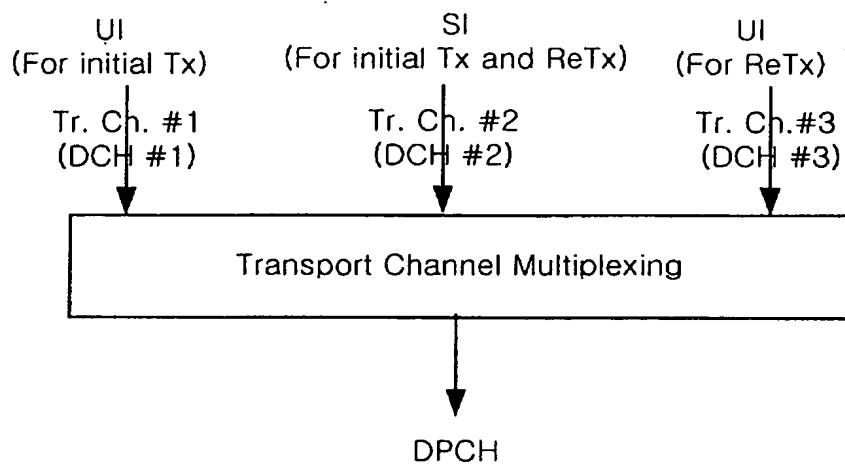 UI
(For initial Tx)
SI
(For initial Tx and ReTx)
UI
(For ReTx)
Tr. Ch. #1
(DCH #1)
Tr. Ch. #2
(DCH #2)
Tr. Ch.#3
(DCH #3)
Transport Channel Multiplexing
DPCH